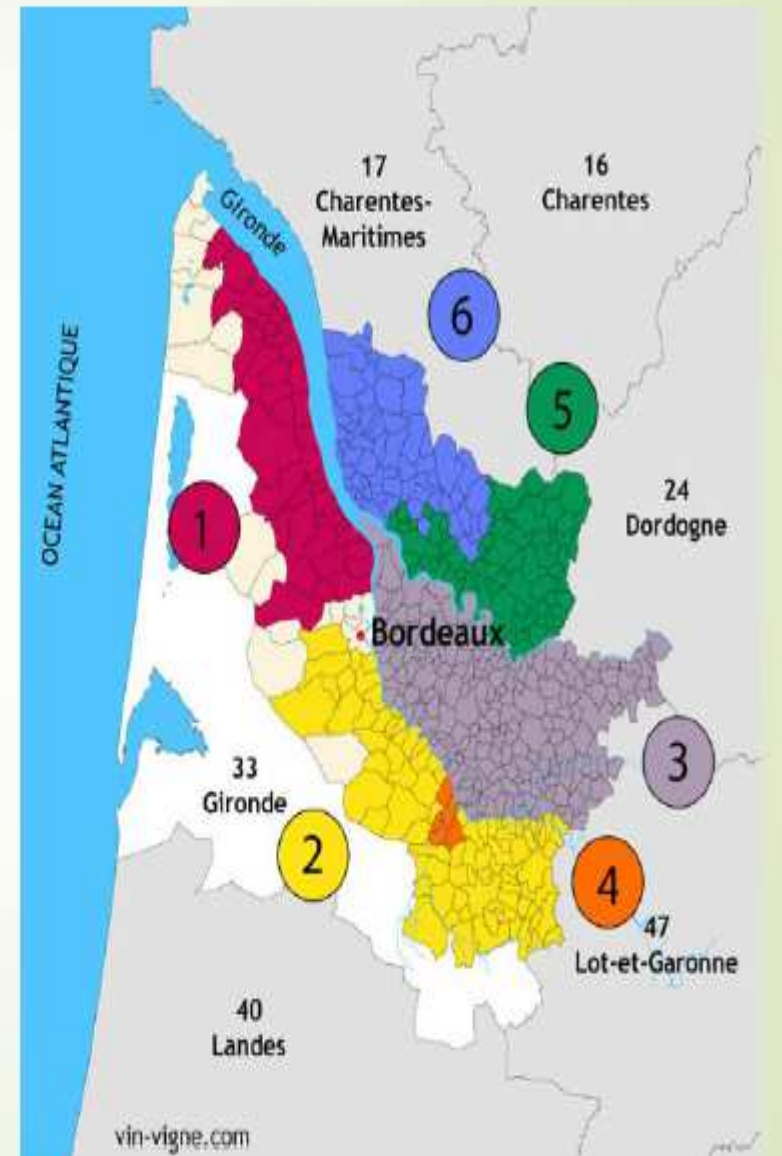 17
Charentes-
Maritimes
16
Charentes
Gironde
6
5
OCEAN ATLANTIQUE
24
Dordogne
1
Bordeaux
3
33
Gironde
2
4
47
Lot-et-Garonne
40
Landes
vin-vigne.com